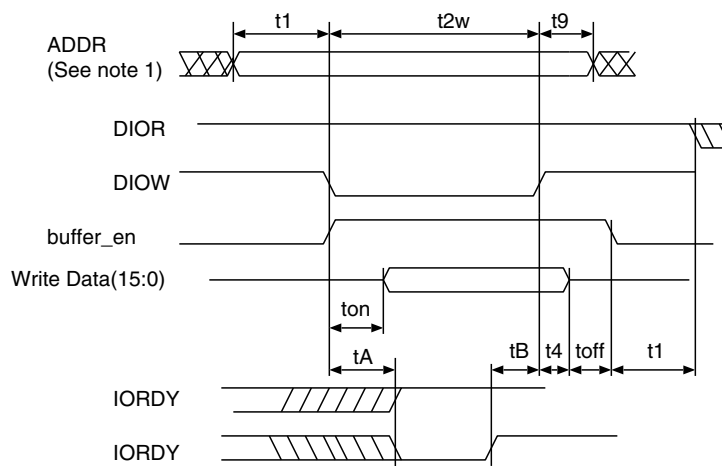 t1 t2w t9
ADDR
(See note 1)
DIOR
DIOW
buffer_en
Write Data(15:0)
ton
tA tB t4 toff t1
IORDY
IORDY